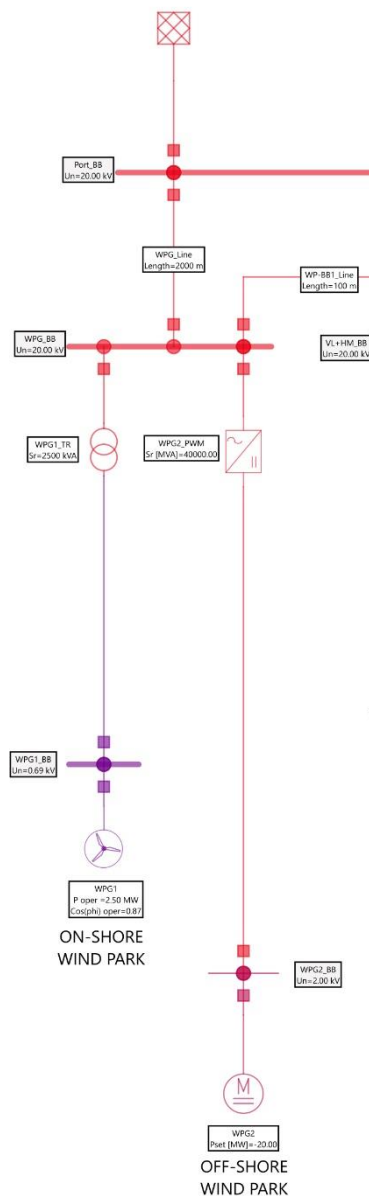 Port_BB
Un=20.00 kV
WPG_Line
Length=2000 m
WP-BB1_Line
Length=100 m
WPG_BB
Un=20.00 kV
VL+HM_BB
Un=20.00 kV
WPG1_TR
Sr=2500 kVA
WPG2_PWM
Sr [MVA]=40000.00
WPG1_BB
Un=0.69 kV
WPG1
P oper =2.50 MW
Cos(phi) oper=0.87
ON-SHORE
WIND PARK
WPG2_BB
Un=2.00 kV
M
WPG2
Pset [MW]=-20.00
OFF-SHORE
WIND PARK